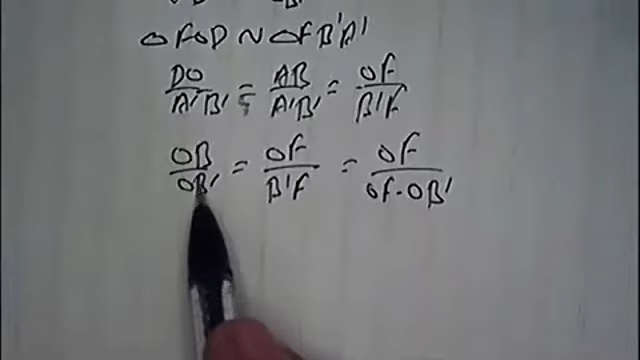 △FOD ~ △FB'A'
DO/A'B' = AB/A'B' = OF/B'F
OB/OB' = OF/B'F = OF/OF-OB'